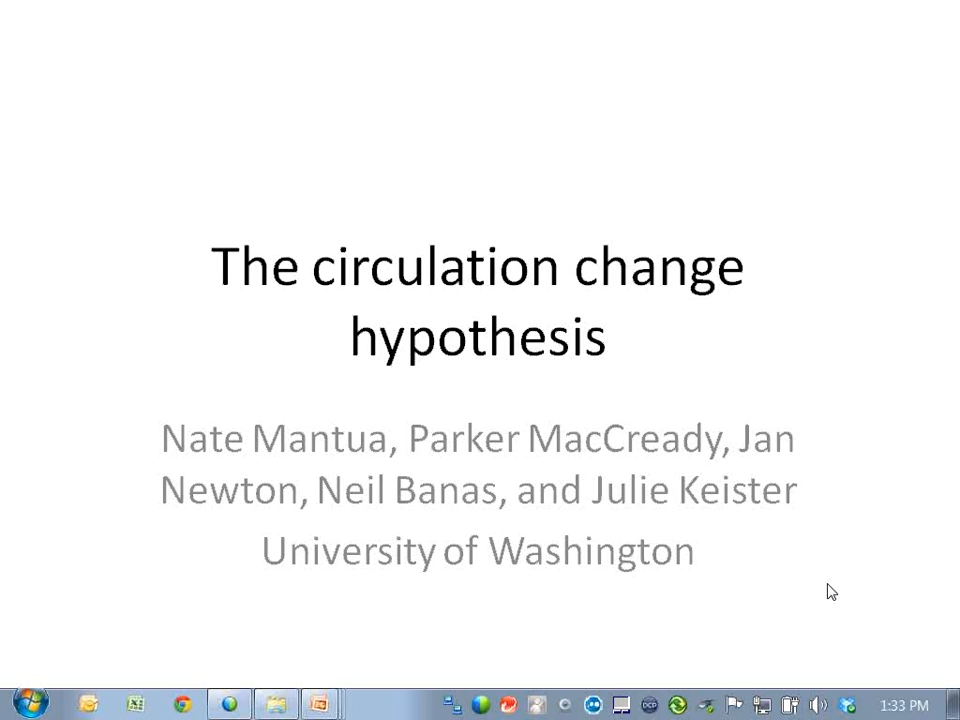 The circulation change
hypothesis
Nate Mantua, Parker MacCready, Jan
Newton, Neil Banas, and Julie Keister
University of Washington
DCP
1:33 PM